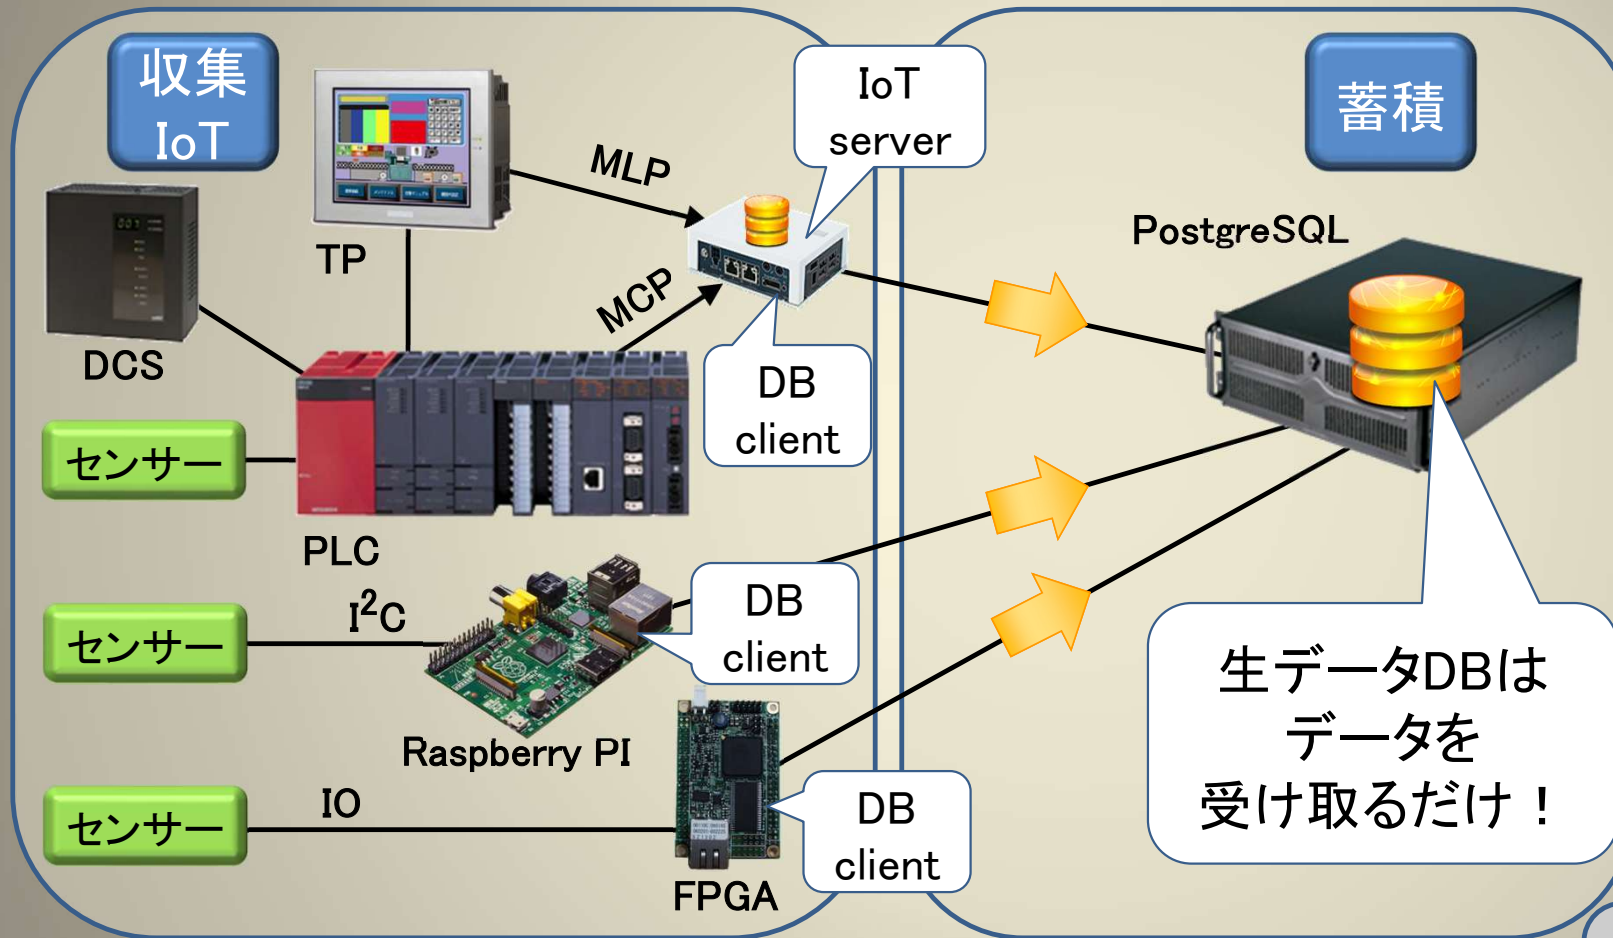 収集
IoT
蓄積
IoT
server
MLP
TP
MCP
DCS
PostgreSQL
DB
client
センサー
PLC
センサー
I²C
DB
client
Raspberry PI
センサー
IO
DB
client
FPGA
生データDBは
データを
受け取るだけ！